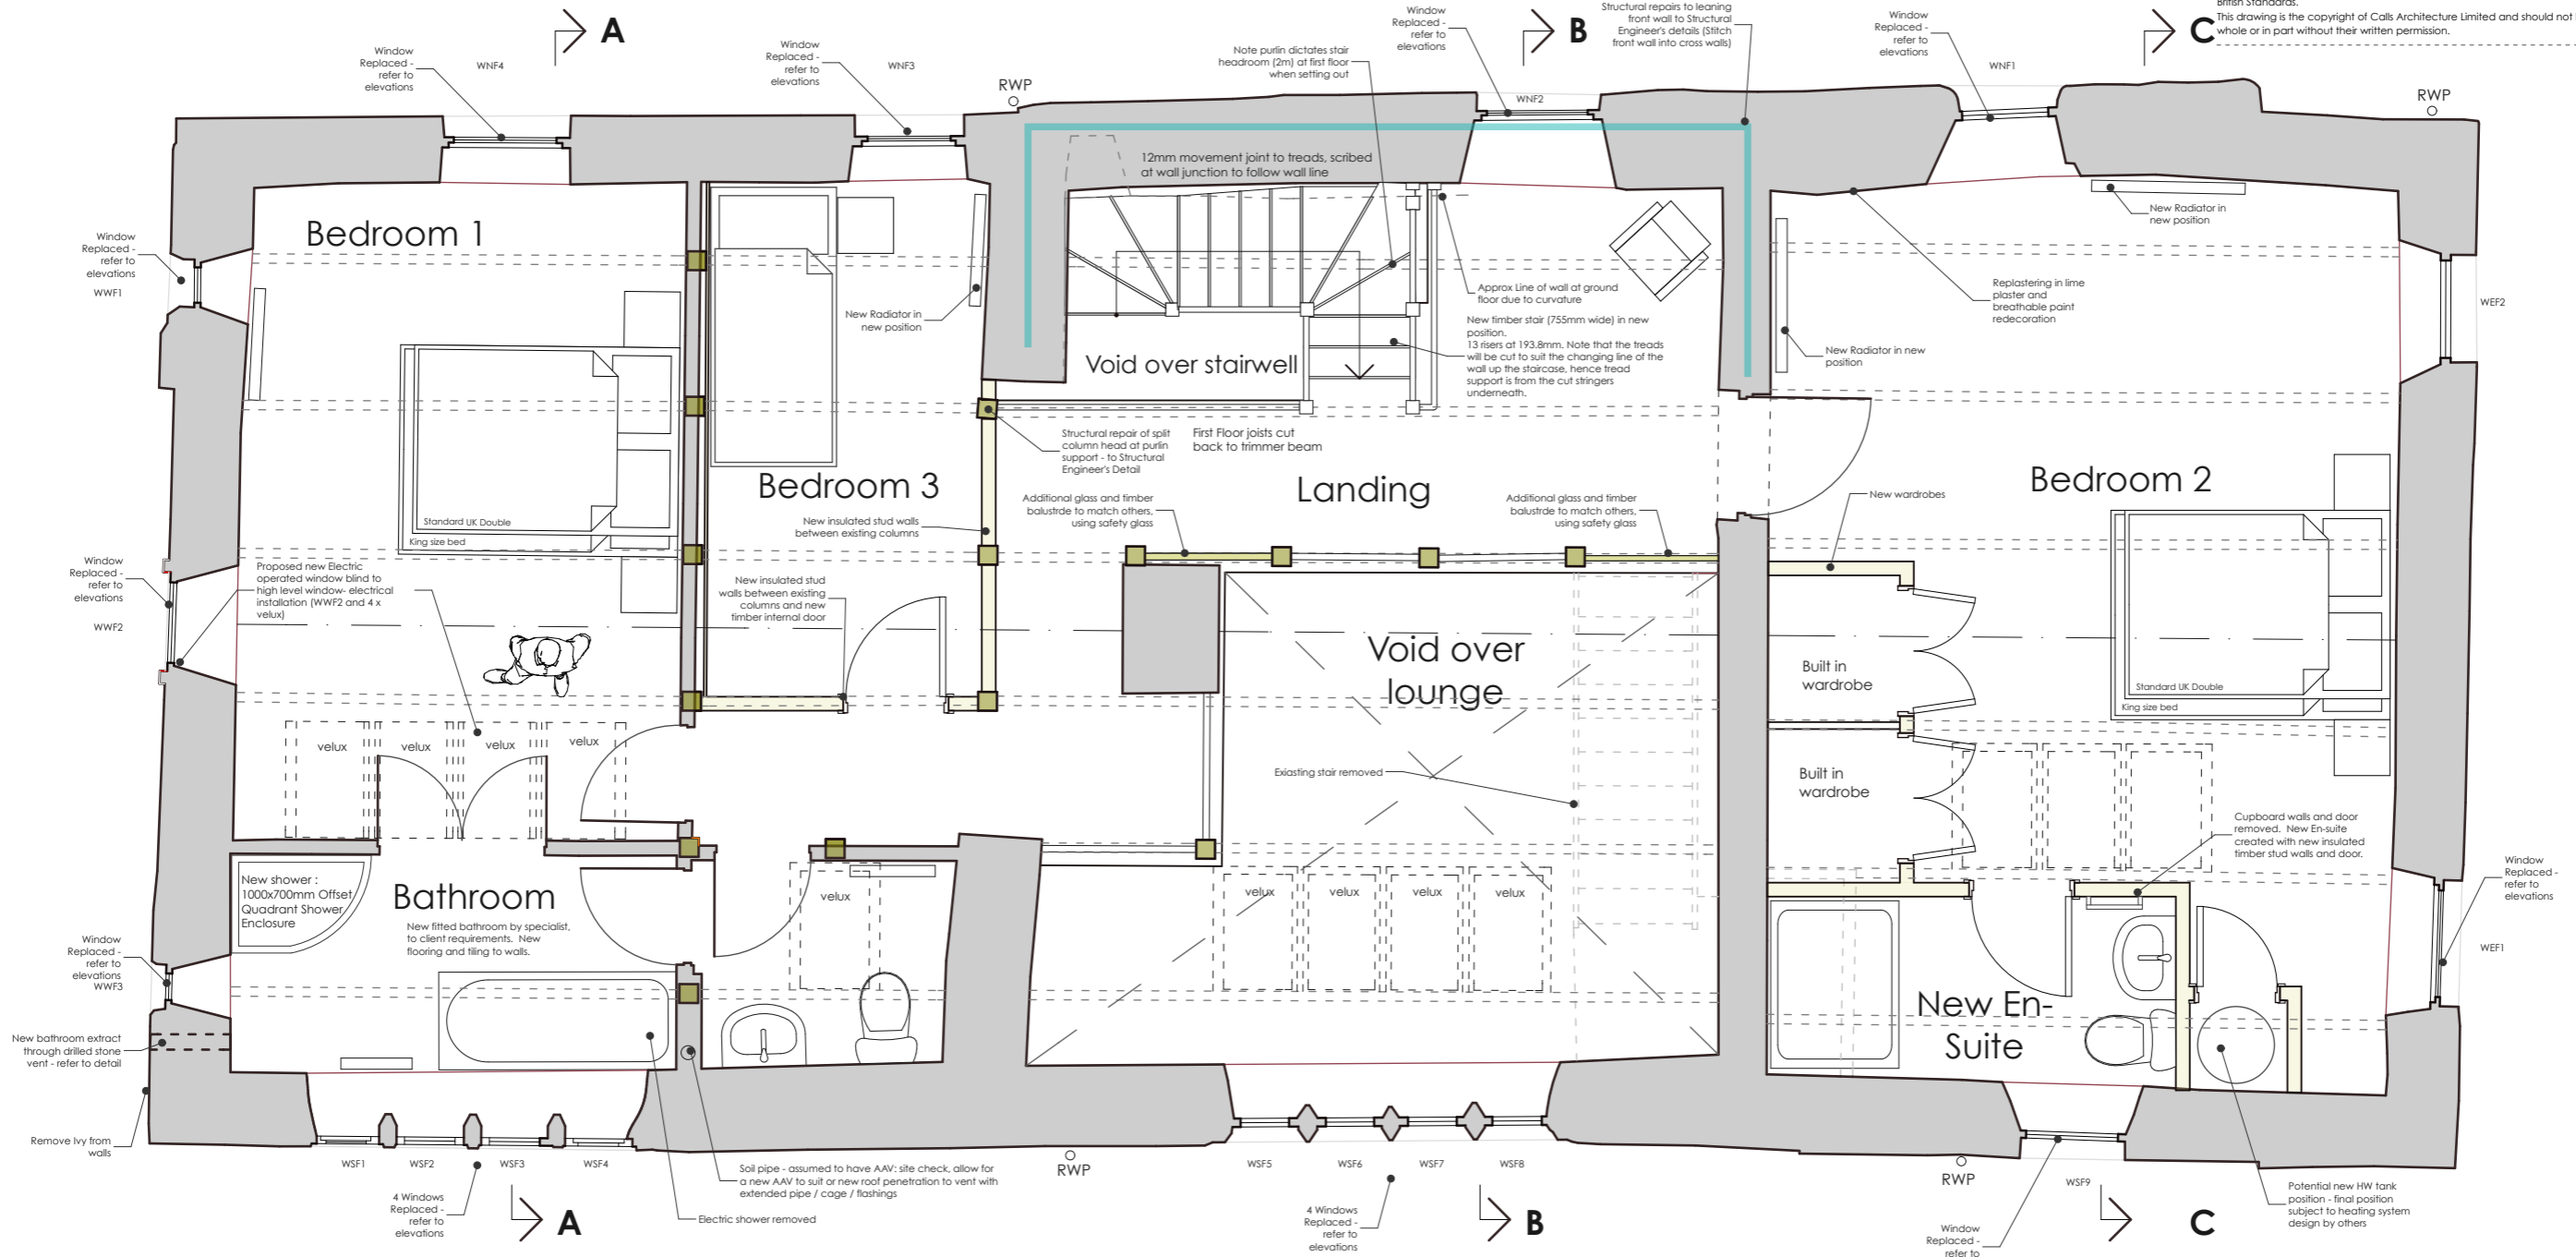 British Standards.
This drawing is the copyright of Calls Architecture Limited and should not
whole or in part without their written permission.
A
B
C
Window
Replaced -
refer to
elevations
WNF4
Window
Replaced -
refer to
elevations
WNF3
RWP
Note purlin dictates stair
headroom (2m) at first floor
when setting out
Window
Replaced -
refer to
elevations
WNF2
Structural repairs to leaning
front wall to Structural
Engineer's details (Stitch
front wall into cross walls)
Window
Replaced -
refer to
elevations
WNF1
RWP
12mm movement joint to treads, scribed
at wall junction to follow wall line
Bedroom 1
Window
Replaced -
refer to
elevations
WWF1
New Radiator in
new position
Void over stairwell
Approx Line of wall at ground
floor due to curvature
New timber stair (755mm wide) in new
position.
13 risers at 193.8mm. Note that the treads
will be cut to suit the changing line of the
wall up the staircase, hence tread
support is from the cut stringers
underneath.
New Radiator in
new position
Replastering in lime
plaster and
breathable paint
redecoration
New Radiator in new
position
WEF2
Structural repair of split
column head at purlin
support - to Structural
Engineer's Detail
First Floor joists cut
back to trimmer beam
Bedroom 3
Landing
Bedroom 2
New insulated stud walls
between existing columns
Additional glass and timber
balustrde to match others,
using safety glass
Additional glass and timber
balustrde to match others,
using safety glass
New wardrobes
Standard UK Double
King size bed
Window
Replaced -
refer to
elevations
WWF2
Proposed new Electric
operated window blind to
high level window- electrical
installation (WWF2 and 4 x
velux)
New insulated stud
walls between existing
columns and new
timber internal door
Void over
lounge
Built in
wardrobe
Standard UK Double
King size bed
velux
velux
velux
velux
Exiasting stair removed
Built in
wardrobe
Cupboard walls and door
removed. New En-suite
created with new insulated
timber stud walls and door.
Window
Replaced -
refer to
elevations
WEF1
New shower :
1000x700mm Offset
Quadrant Shower
Enclosure
Bathroom
New fitted bathroom by specialist,
to client requirements. New
flooring and tiling to walls.
velux
velux
velux
velux
velux
Window
Replaced -
refer to
elevations
WWF3
New bathroom extract
through drilled stone
vent - refer to detail
New En-
Suite
Remove Ivy from
walls
WSF1
WSF2
WSF3
WSF4
4 Windows
Replaced -
refer to
elevations
A
Soil pipe - assumed to have AAV: site check, allow for
a new AAV to suit or new roof penetration to vent with
extended pipe / cage / flashings
Electric shower removed
RWP
WSF5
WSF6
WSF7
WSF8
4 Windows
Replaced -
refer to
elevations
B
RWP
WSF9
Window
Replaced -
refer to
C
Potential new HW tank
position - final position
subject to heating system
design by others